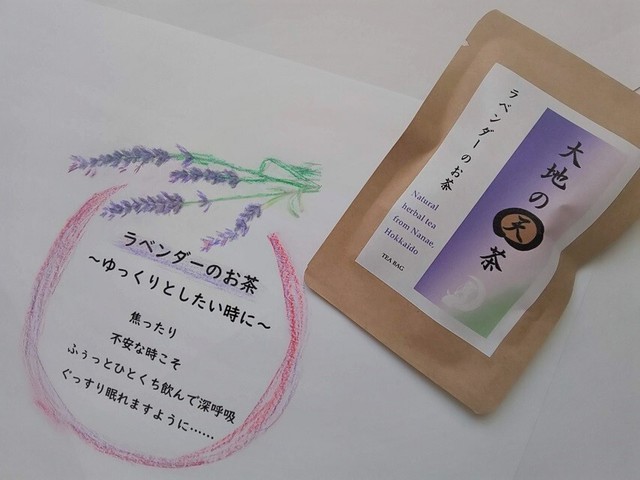 ラベンダーのお茶
～ゆっくりとしたい時に～
焦ったり
不安な時こそ
ふぅっとひとくち飲んで深呼吸
ぐっすり眠れますように……
大地の天茶
ラベンダーのお茶
Natural
herbal tea
from Nanae,
Hokkaido
TEA BAG